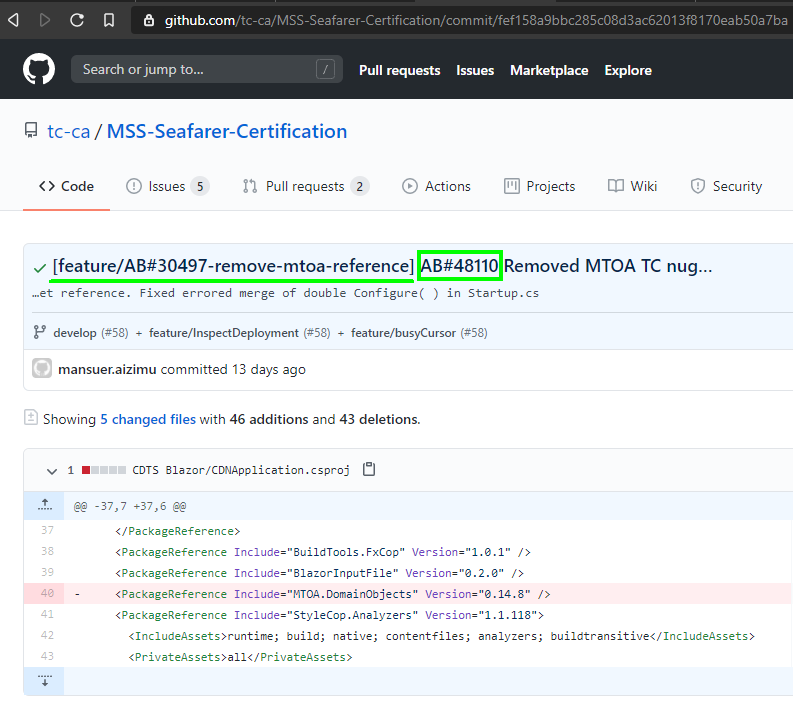 github.com/tc-ca/MSS-Seafarer-Certification/commit/fef158a9bbc285c08d3ac62013f8170eab50a7ba
Search or jump to... / Pull requests Issues Marketplace Explore
tc-ca / MSS-Seafarer-Certification
<> Code Issues 5 Pull requests 2 Actions Projects Wiki Security
[feature/AB#30497-remove-mtoa-reference] AB#48110 Removed MTOA TC nug...
…et reference. Fixed errored merge of double Configure( ) in Startup.cs
develop (#58) + feature/InspectDeployment (#58) + feature/busyCursor (#58)
mansuer.aizimu committed 13 days ago
Showing 5 changed files with 46 additions and 43 deletions.
1 CDTS Blazor/CDNApplication.csproj
@@ -37,7 +37,6 @@
37 </PackageReference>
38 <PackageReference Include="BuildTools.FxCop" Version="1.0.1" />
39 <PackageReference Include="BlazorInputFile" Version="0.2.0" />
40 - <PackageReference Include="MTOA.DomainObjects" Version="0.14.8" />
41 <PackageReference Include="StyleCop.Analyzers" Version="1.1.118">
42 <IncludeAssets>runtime; build; native; contentfiles; analyzers; buildtransitive</IncludeAssets>
43 <PrivateAssets>all</PrivateAssets>